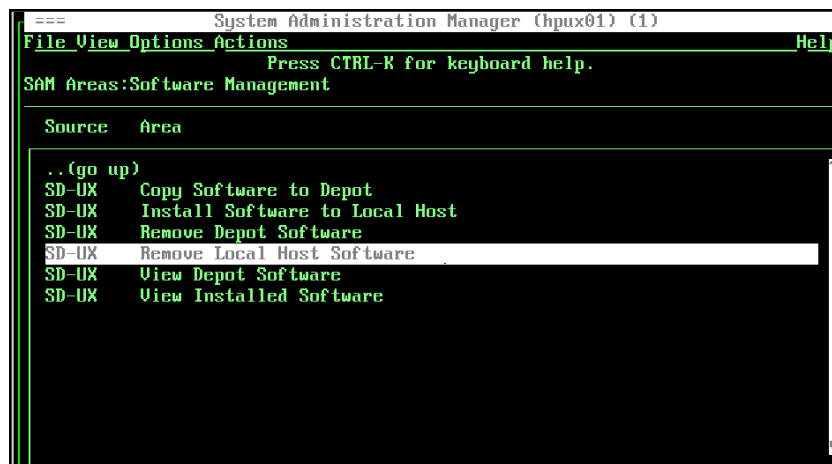 === System Administration Manager (hpux01) (1)
File View Options Actions Help
Press CTRL-K for keyboard help.
SAM Areas:Software Management
Source Area
..(go up)
SD-UX Copy Software to Depot
SD-UX Install Software to Local Host
SD-UX Remove Depot Software
SD-UX Remove Local Host Software
SD-UX View Depot Software
SD-UX View Installed Software